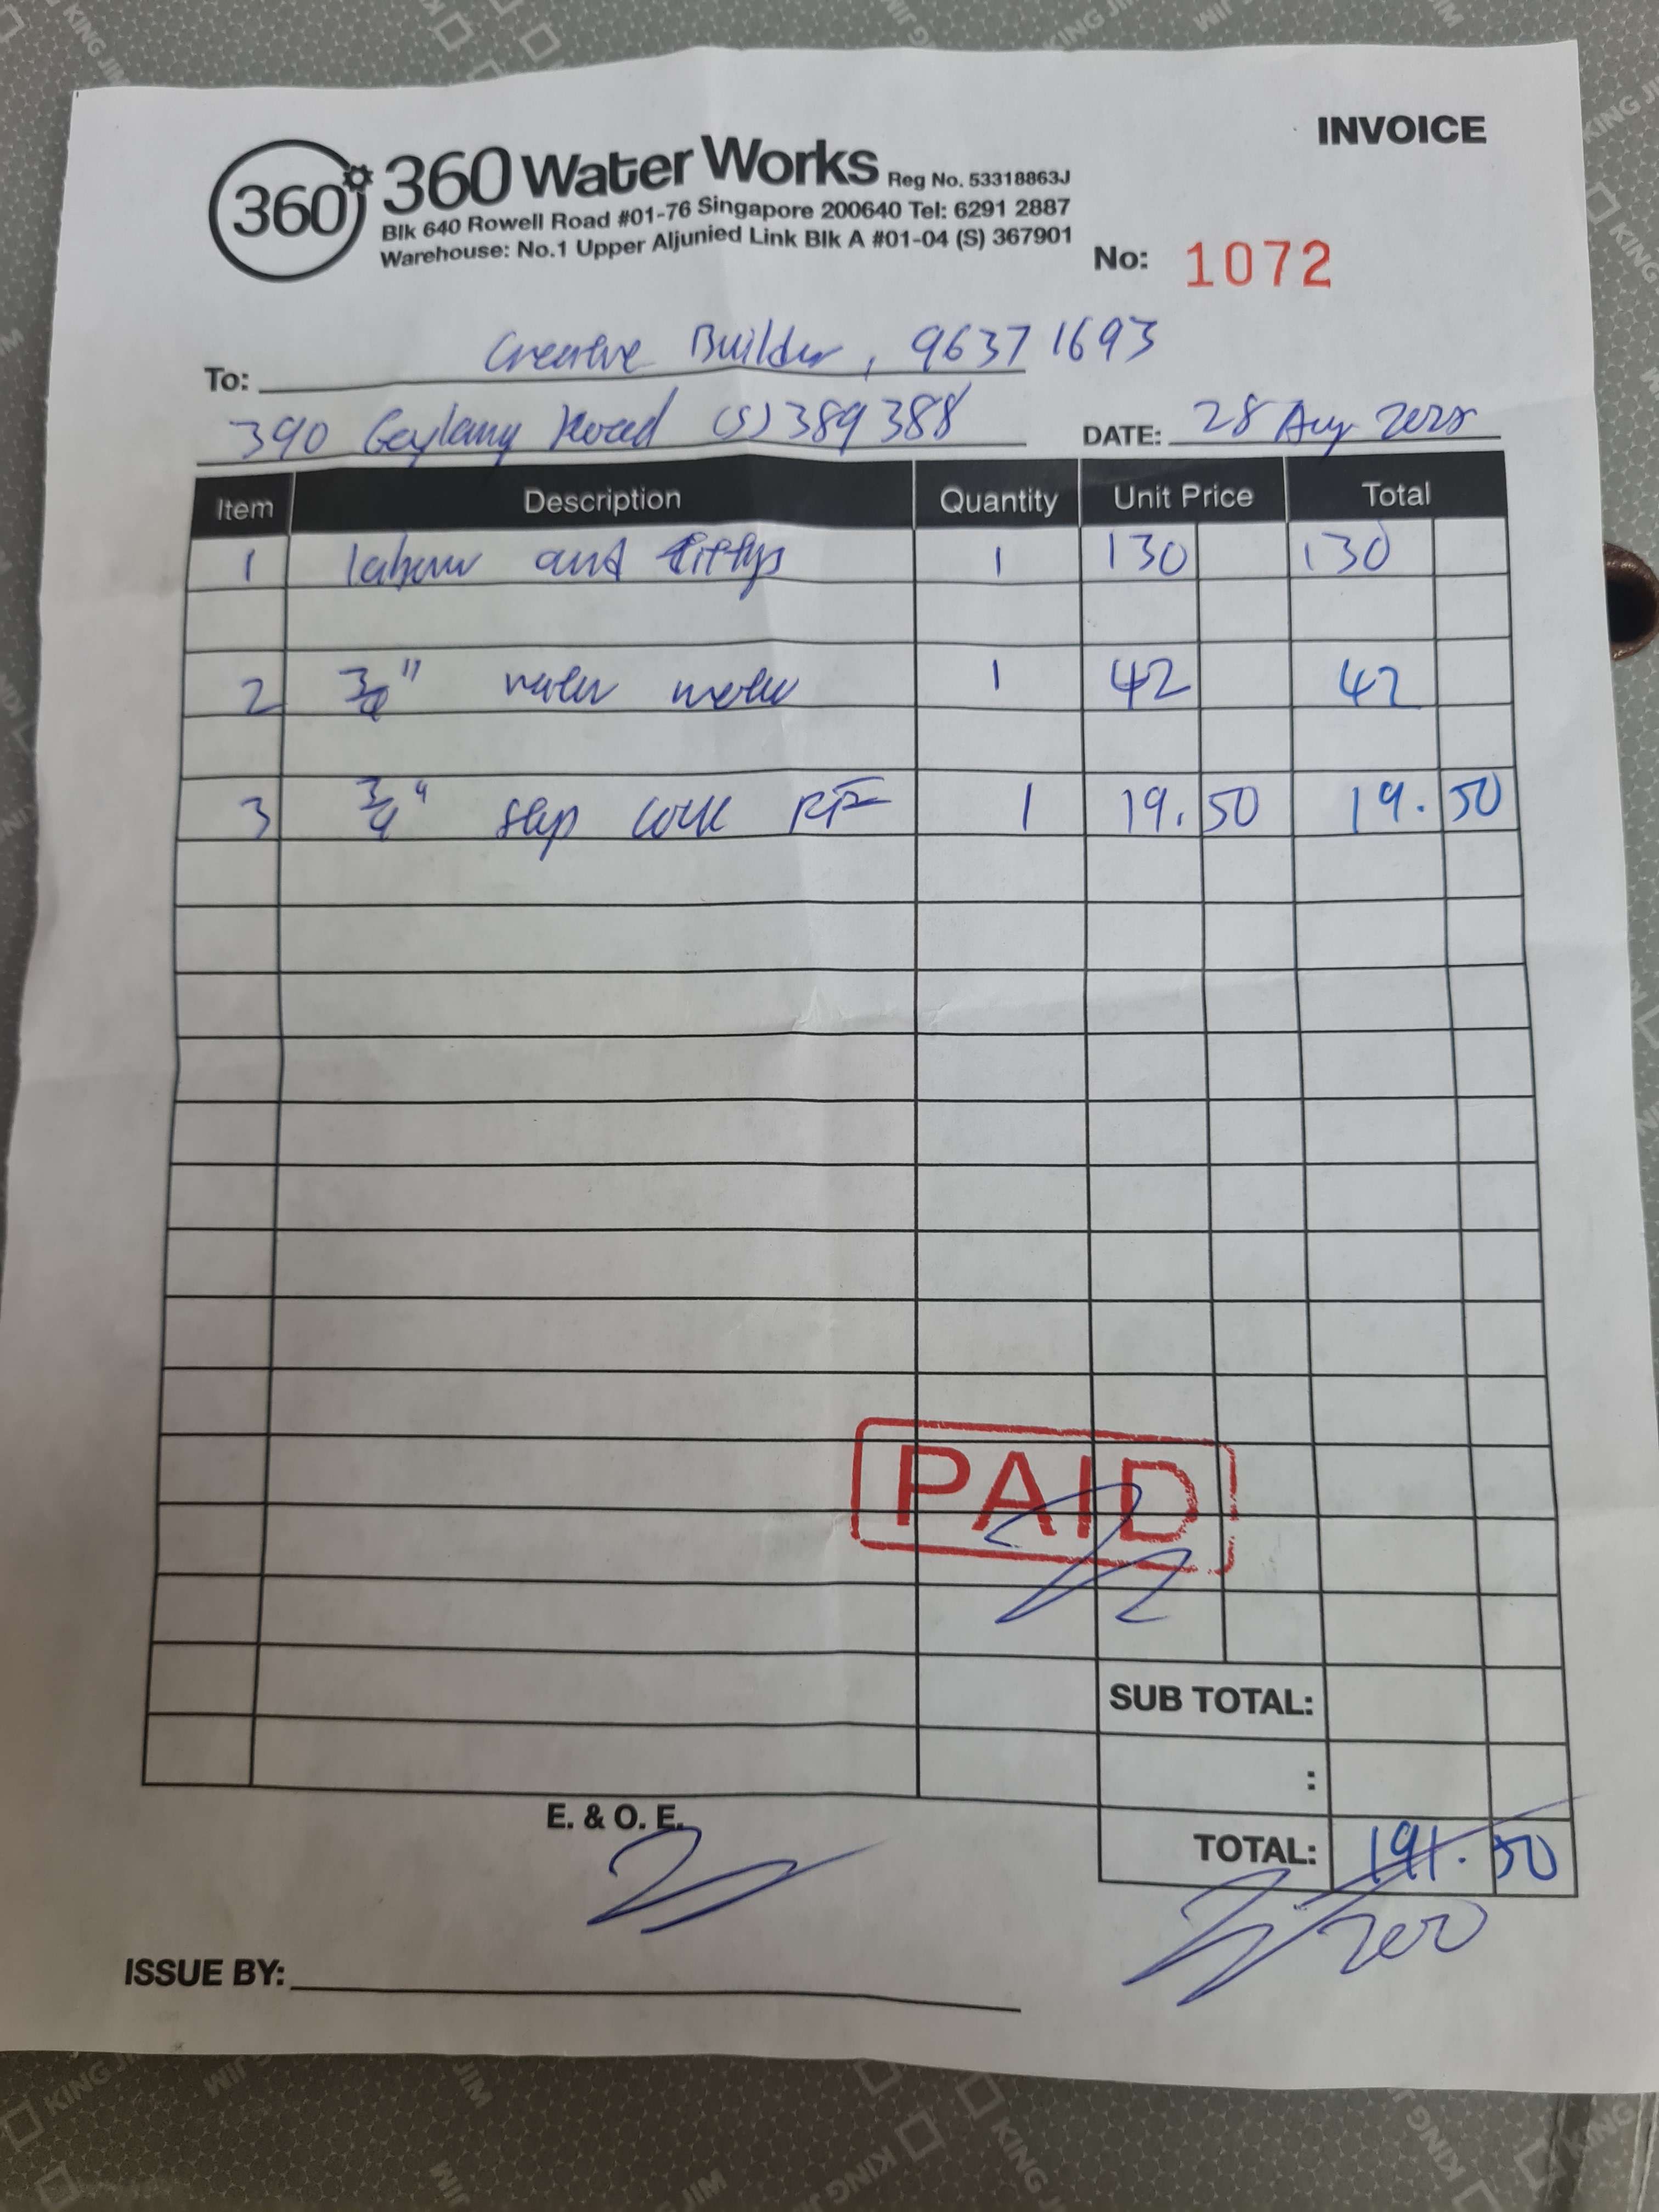 INVOICE
360°
360 Water Works Reg No. 53318863J
Blk 640 Rowell Road #01-76 Singapore 200640 Tel: 6291 2887
Warehouse: No.1 Upper Aljunied Link Blk A #01-04 (S) 367901
No: 1072
To: Creative Builder, 9637 1693
390 Geylang Road (S) 389388
DATE: 28 Aug
Item Description Quantity Unit Price Total
1 labour and 1 130 130
2 3/4" water meter 1 42 42
3 3/4" stop cock 1 19.50 19.50
PAID
SUB TOTAL:
:
E. & O. E.
TOTAL: 191.50
200
ISSUE BY:
KING JIM